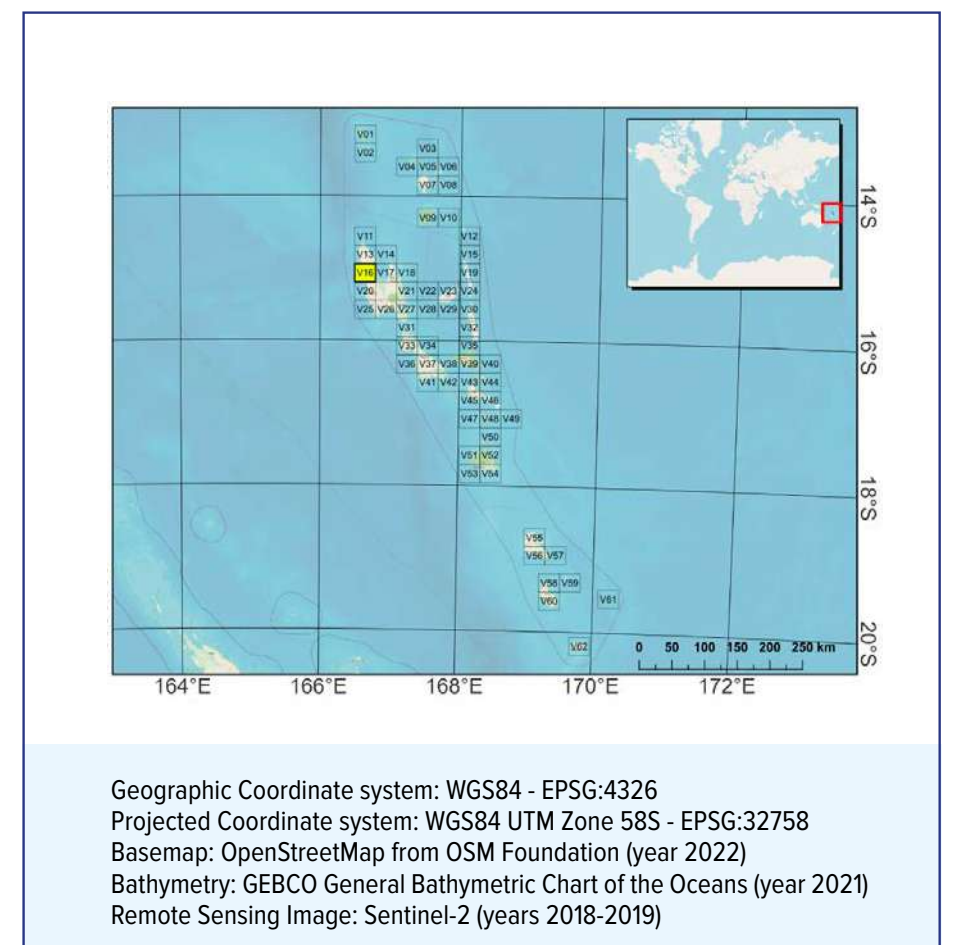 V01
V02 V03
V04 V05 V06
V07 V08
14°S
V09 V10
V11 V12
V13 V14 V15
V16 V17 V18 V19
V20 V21 V22 V23 V24
V25 V26 V27 V28 V29 V30
V31 V32
V33 V34 V35
16°S
V36 V37 V38 V39 V40
V41 V42 V43 V44
V45 V46
V47 V48 V49
V50
V51 V52
V53 V54
18°S
V55
V56 V57
V58 V59
V60 V61
V62
20°S
0 50 100 150 200 250 km
164°E 166°E 168°E 170°E 172°E
Geographic Coordinate system: WGS84 - EPSG:4326
Projected Coordinate system: WGS84 UTM Zone 58S - EPSG:32758
Basemap: OpenStreetMap from OSM Foundation (year 2022)
Bathymetry: GEBCO General Bathymetric Chart of the Oceans (year 2021)
Remote Sensing Image: Sentinel-2 (years 2018-2019)